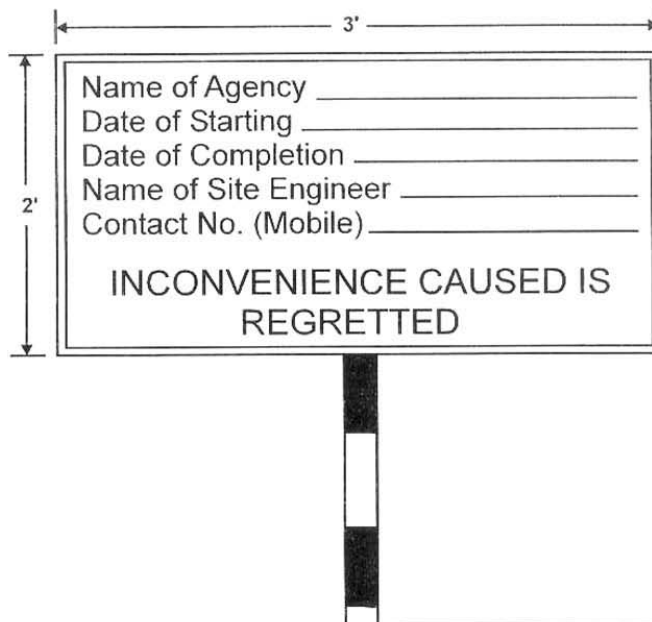 3'
2'
Name of Agency
Date of Starting
Date of Completion
Name of Site Engineer
Contact No. (Mobile)
INCONVENIENCE CAUSED IS
REGRETTED